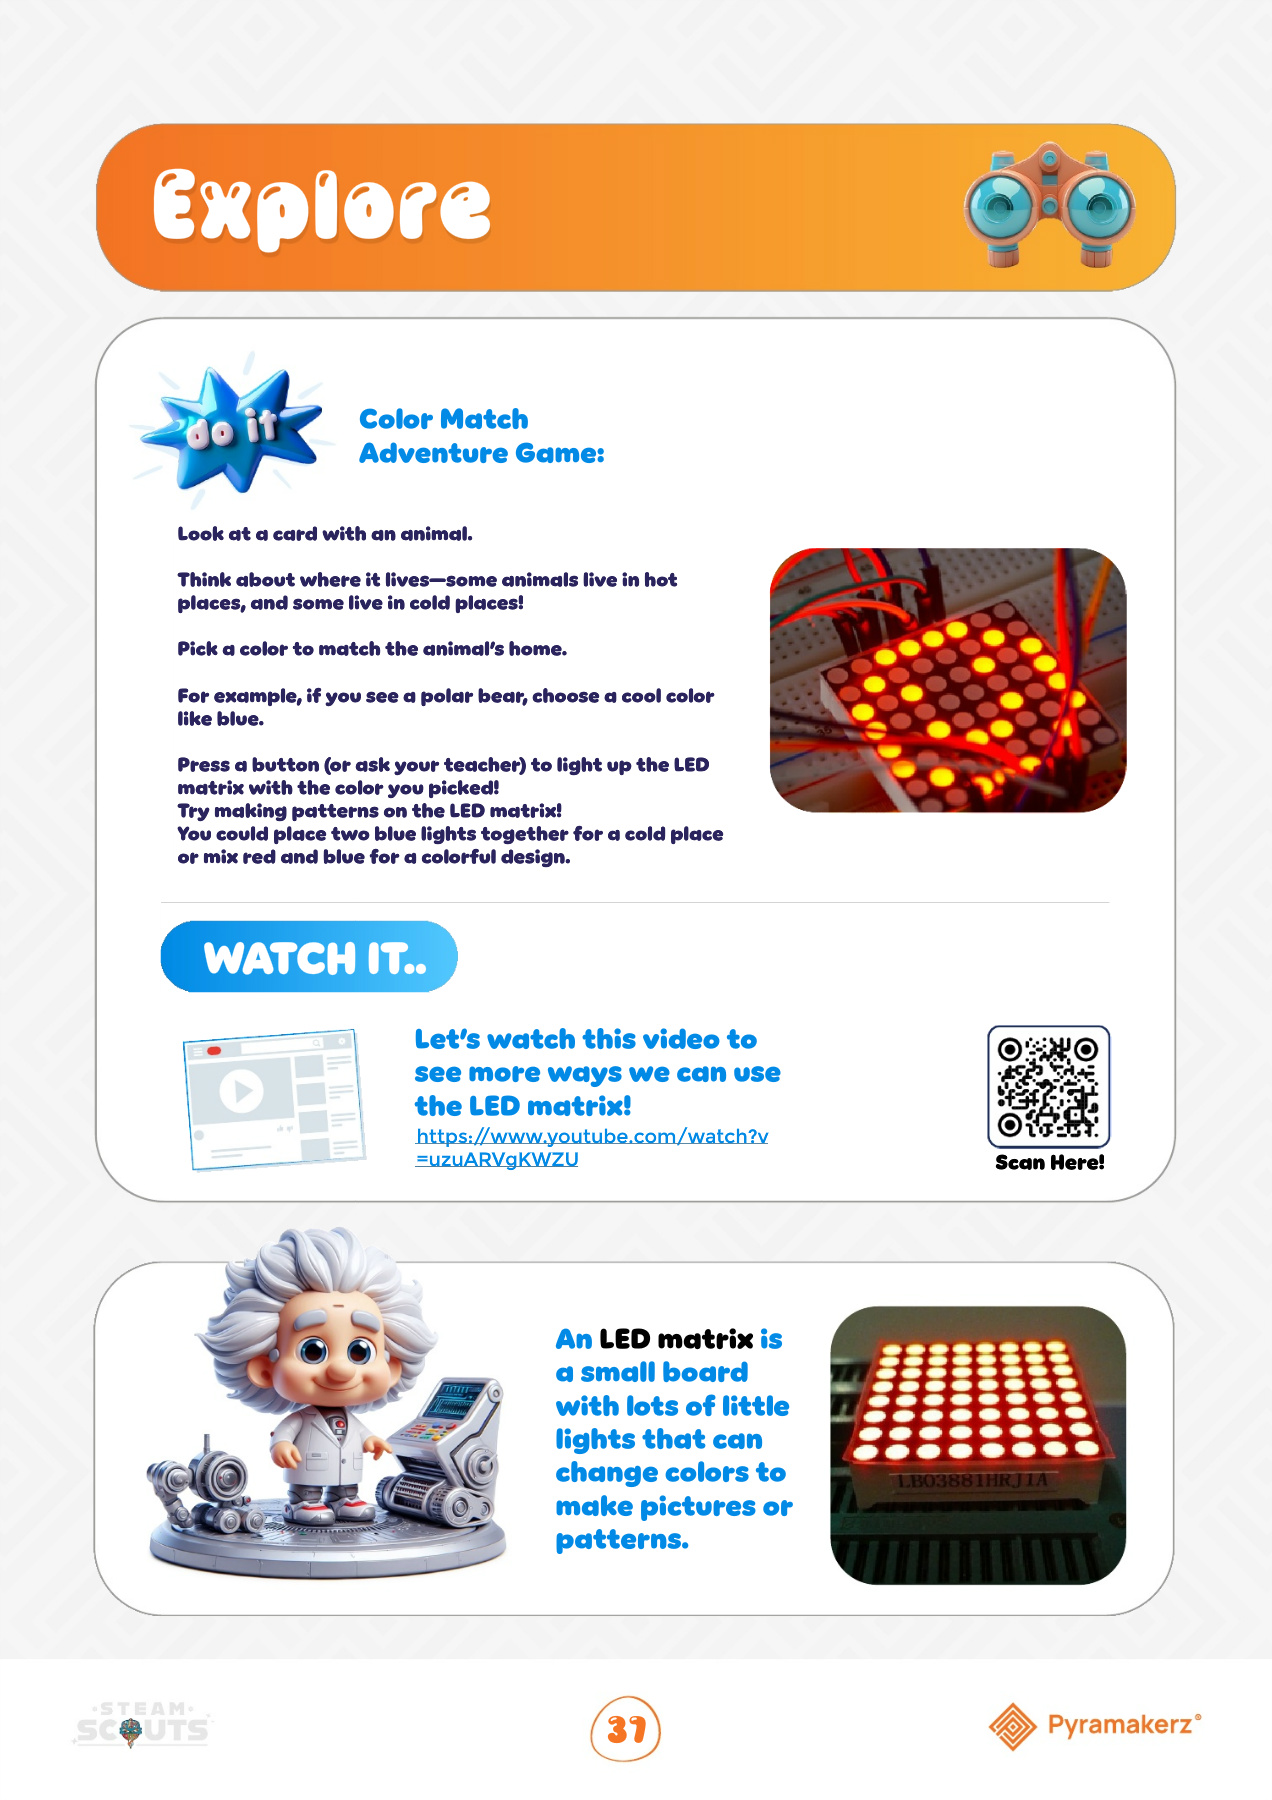 Explore
do it
Color Match
Adventure Game:
Look at a card with an animal.
Think about where it lives—some animals live in hot
places, and some live in cold places!
Pick a color to match the animal's home.
For example, if you see a polar bear, choose a cool color
like blue.
Press a button (or ask your teacher) to light up the LED
matrix with the color you picked!
Try making patterns on the LED matrix!
You could place two blue lights together for a cold place
or mix red and blue for a colorful design.
WATCH IT..
Let's watch this video to
see more ways we can use
the LED matrix!
https://www.youtube.com/watch?v
=uzuARVgKWZU
Scan Here!
An LED matrix is
a small board
with lots of little
lights that can
change colors to
make pictures or
patterns.
LB03881HRJ1A
STEAM
SCOUTS
37
Pyramakerz®